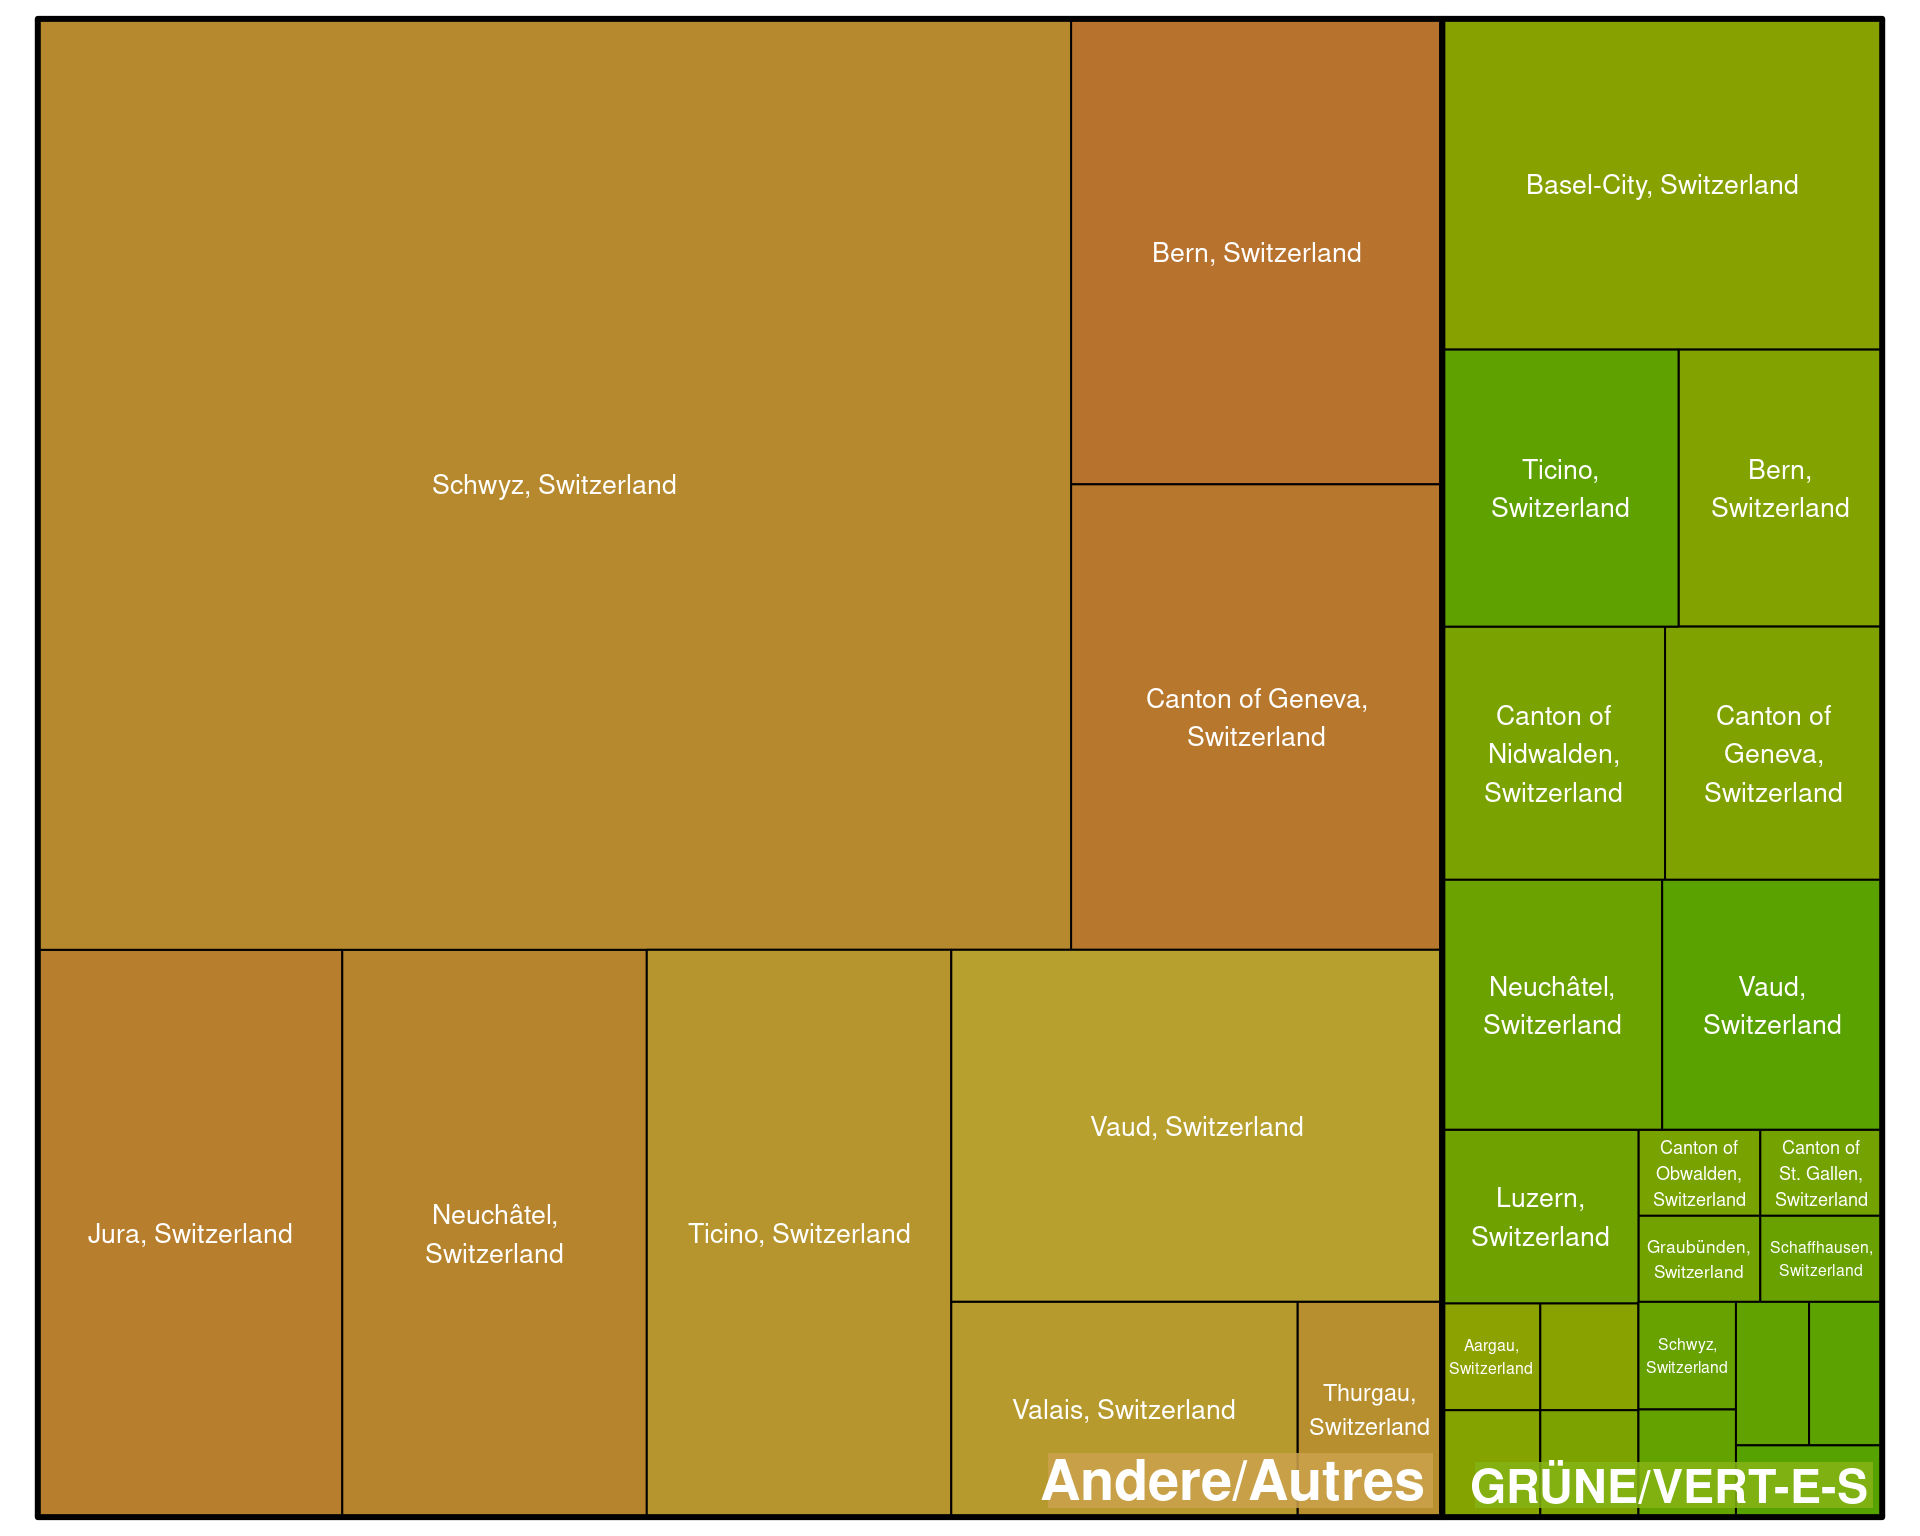 Schwyz, Switzerland
Bern, Switzerland
Canton of Geneva,
Switzerland
Jura, Switzerland
Neuchâtel,
Switzerland
Ticino, Switzerland
Vaud, Switzerland
Valais, Switzerland
Thurgau,
Switzerland
Andere/Autres
Basel-City, Switzerland
Ticino,
Switzerland
Bern,
Switzerland
Canton of
Nidwalden,
Switzerland
Canton of
Geneva,
Switzerland
Neuchâtel,
Switzerland
Vaud,
Switzerland
Luzern,
Switzerland
Canton of
Obwalden,
Switzerland
Canton of
St. Gallen,
Switzerland
Graubünden,
Switzerland
Schaffhausen,
Switzerland
Aargau,
Switzerland
Schwyz,
Switzerland
GRÜNE/VERT-E-S